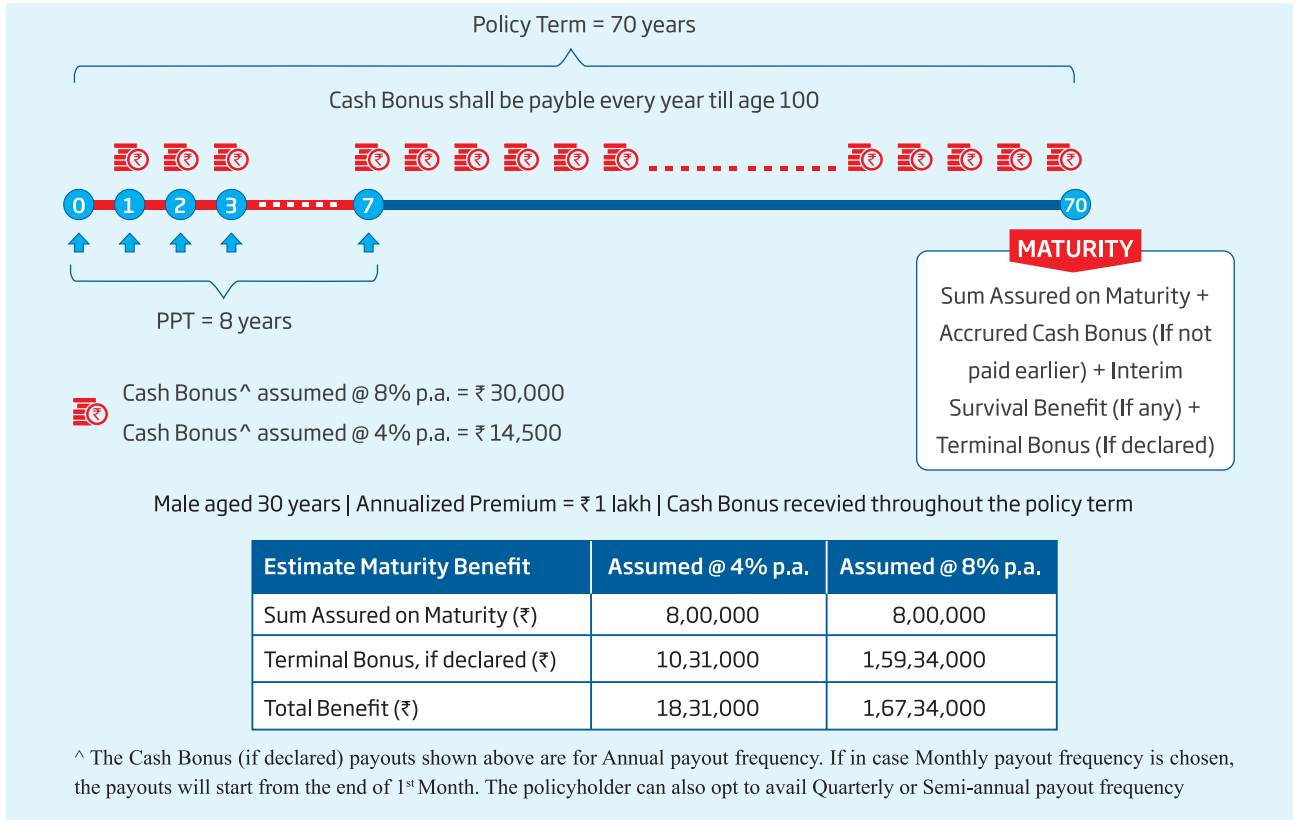 Policy Term = 70 years
Cash Bonus shall be payble every year till age 100
0 1 2 3 7 70
PPT = 8 years
MATURITY
Sum Assured on Maturity +
Accrured Cash Bonus (If not
paid earlier) + Interim
Survival Benefit (If any) +
Terminal Bonus (If declared)
₹ Cash Bonus^ assumed @ 8% p.a. = ₹ 30,000
Cash Bonus^ assumed @ 4% p.a. = ₹ 14,500
Male aged 30 years | Annualized Premium = ₹ 1 lakh | Cash Bonus recevied throughout the policy term
Estimate Maturity Benefit Assumed @ 4% p.a. Assumed @ 8% p.a.
Sum Assured on Maturity (₹) 8,00,000 8,00,000
Terminal Bonus, if declared (₹) 10,31,000 1,59,34,000
Total Benefit (₹) 18,31,000 1,67,34,000
^ The Cash Bonus (if declared) payouts shown above are for Annual payout frequency. If in case Monthly payout frequency is chosen,
the payouts will start from the end of 1st Month. The policyholder can also opt to avail Quarterly or Semi-annual payout frequency